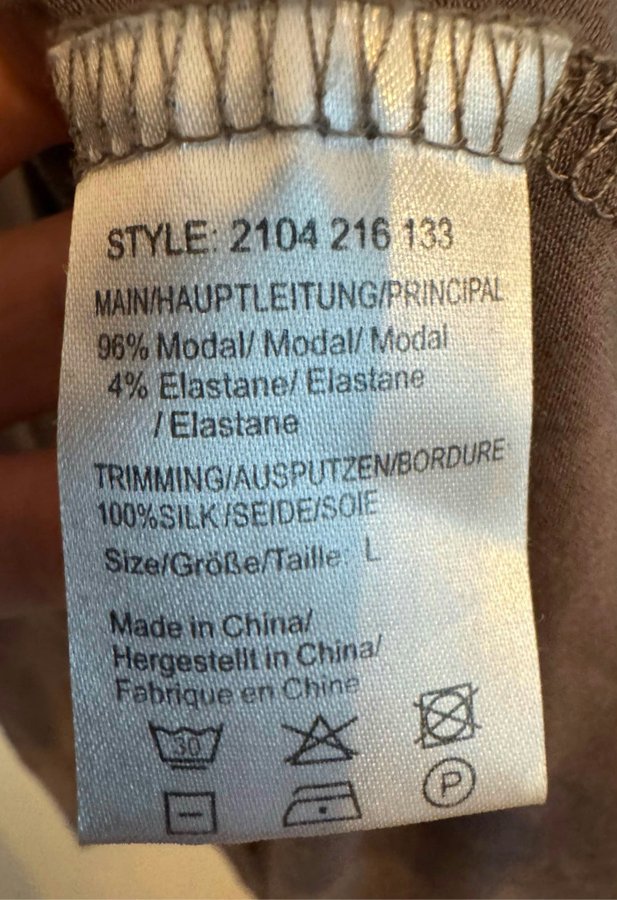 STYLE: 2104 216 133
MAIN/HAUPTLEITUNG/PRINCIPAL
96% Modal/ Modal/ Modal
4% Elastane/ Elastane
/ Elastane
TRIMMING/AUSPUTZEN/BORDURE
100%SILK/SEIDE/SOIE
Size/Größe/Taille: L
Made in China/
Hergestellt in China/
Fabrique en Chine
30
P